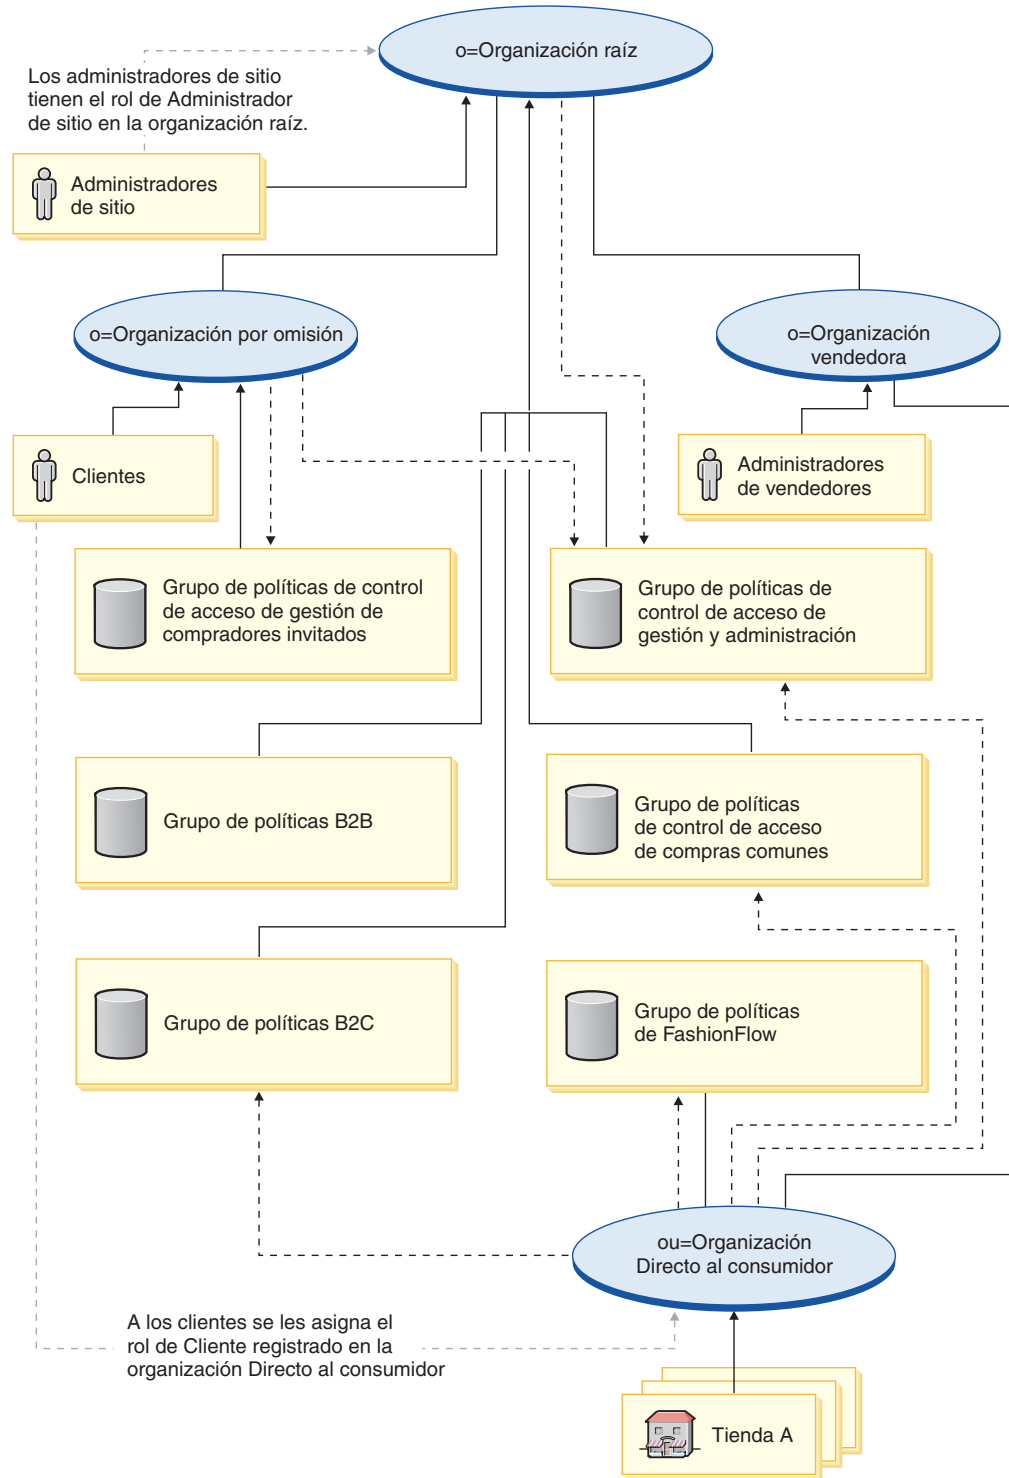 o=Organización raíz
Los administradores de sitio
tienen el rol de Administrador
de sitio en la organización raíz.
Administradores
de sitio
o=Organización por omisión
o=Organización
vendedora
Clientes
Administradores
de vendedores
Grupo de políticas de control
de acceso de gestión de
compradores invitados
Grupo de políticas de
control de acceso de
gestión y administración
Grupo de políticas B2B
Grupo de políticas
de control de acceso
de compras comunes
Grupo de políticas B2C
Grupo de políticas
de FashionFlow
ou=Organización
Directo al consumidor
A los clientes se les asigna el
rol de Cliente registrado en la
organización Directo al consumidor
Tienda A